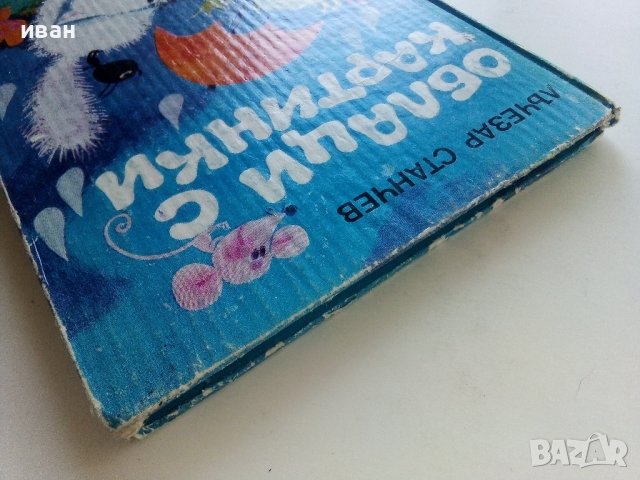 иван
ЛЪЧЕЗАР СТАНЧЕВ
ОБЛАЦИ С
КАРТИНКИ
BAZAR